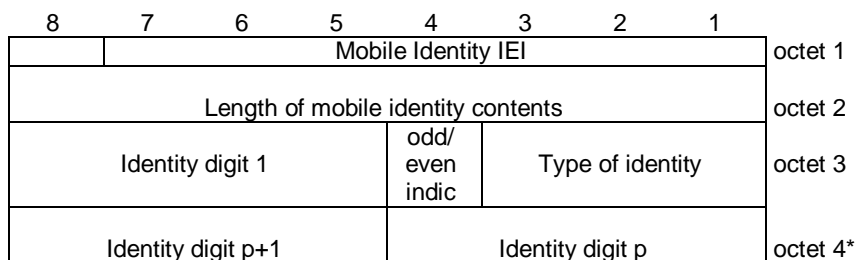 8 7 6 5 4 3 2 1
Mobile Identity IEI octet 1
Length of mobile identity contents octet 2
Identity digit 1 odd/ even indic Type of identity octet 3
Identity digit p+1 Identity digit p octet 4*